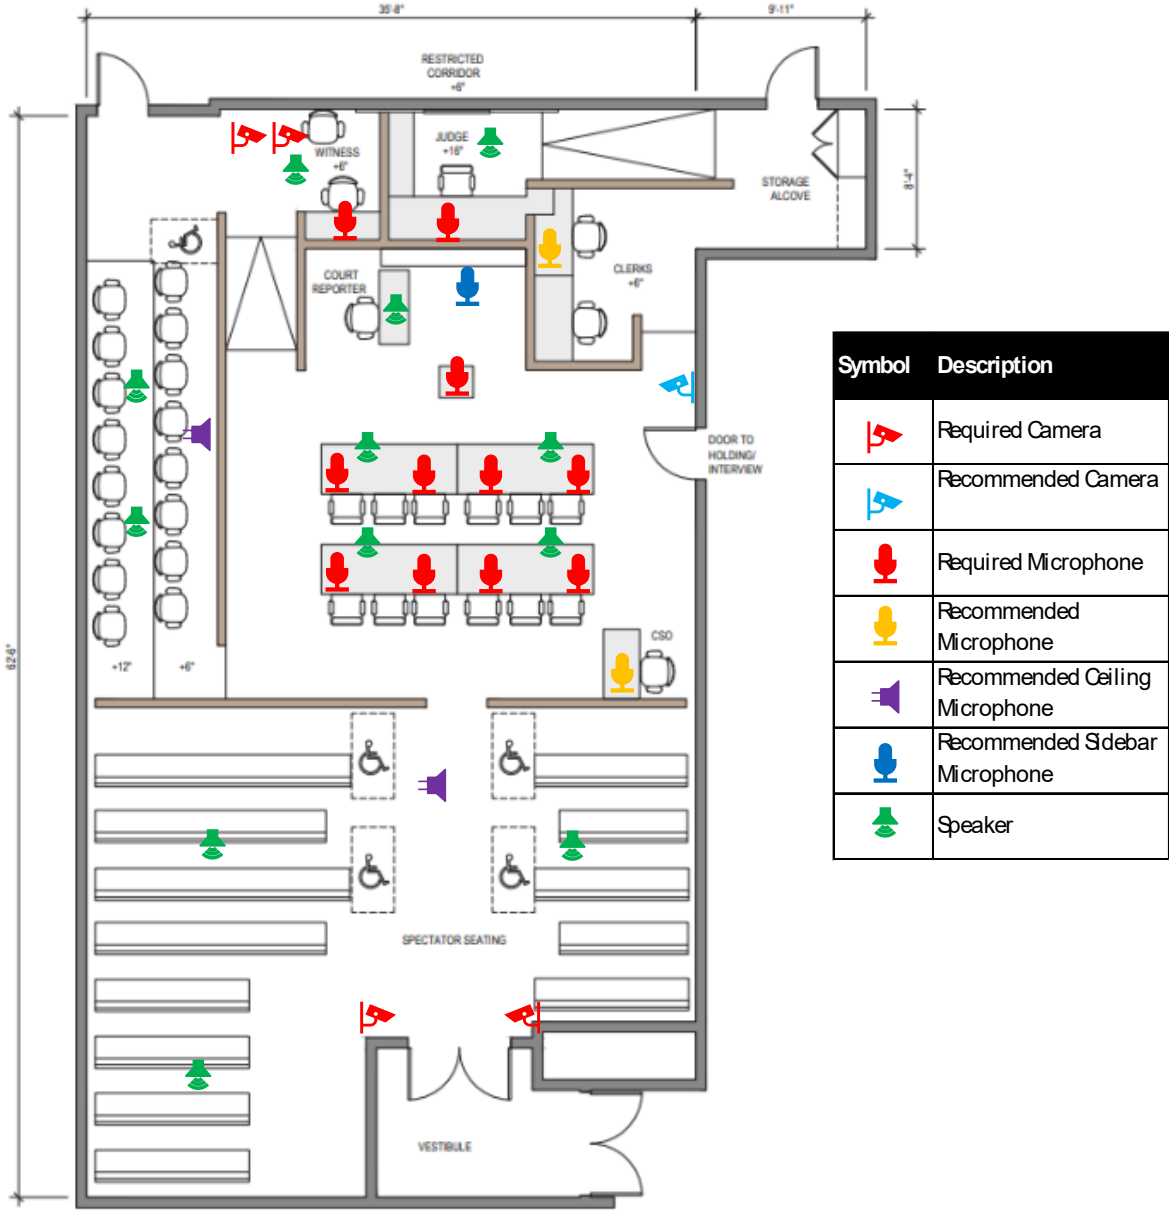 35'-8"
9'-11"
RESTRICTED
CORRIDOR
+6"
WITNESS
+6"
JUDGE
+16"
STORAGE
ALCOVE
8'-4"
COURT
REPORTER
CLERKS
+6"
DOOR TO
HOLDING/
INTERVIEW
CSO
62'-6"
+12"
+6"
SPECTATOR SEATING
VESTIBULE
Symbol Description
Required Camera
Recommended Camera
Required Microphone
Recommended
Microphone
Recommended Ceiling
Microphone
Recommended Sidebar
Microphone
Speaker